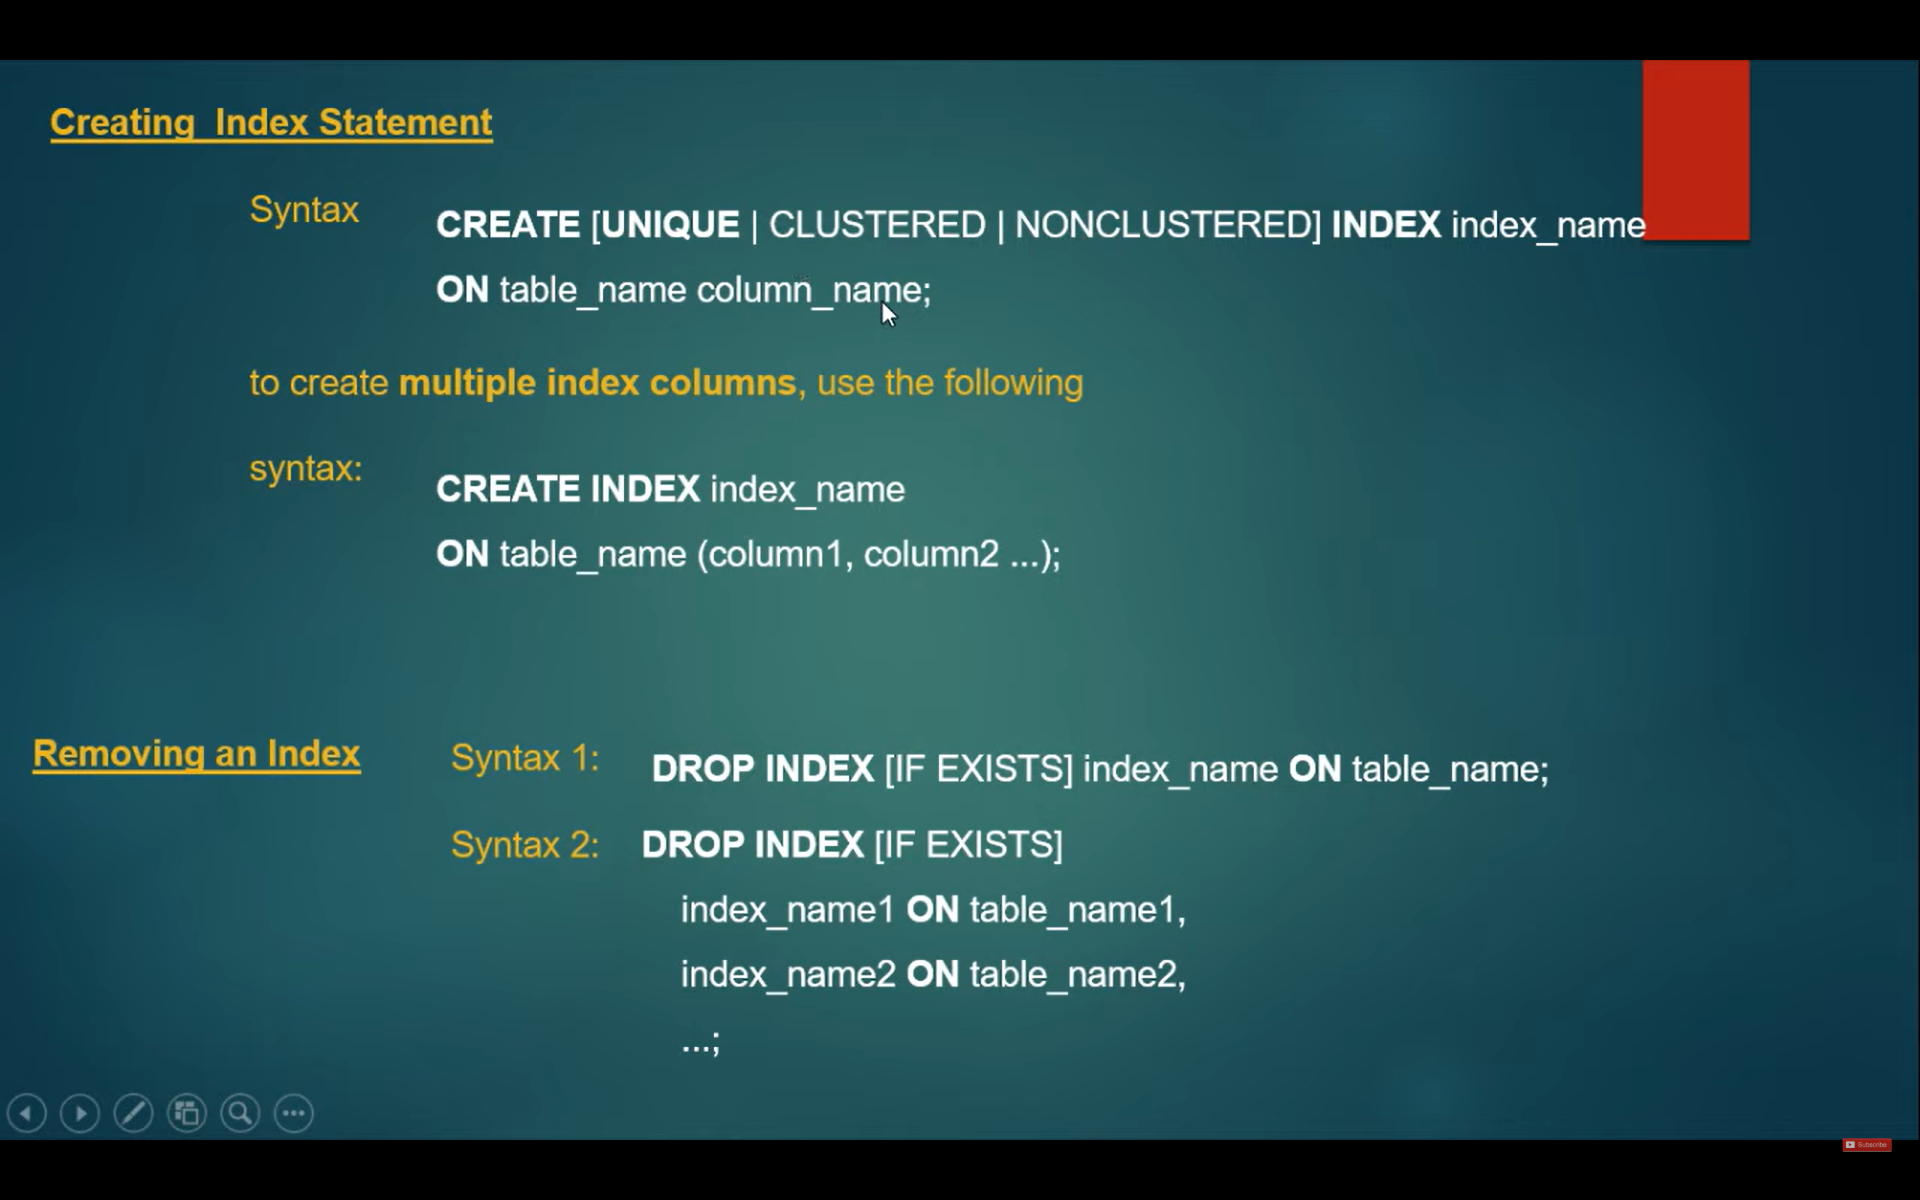 Creating Index Statement
Syntax
CREATE [UNIQUE | CLUSTERED | NONCLUSTERED] INDEX index_name
ON table_name column_name;
to create multiple index columns, use the following
syntax:
CREATE INDEX index_name
ON table_name (column1, column2 ...);
Removing an Index
Syntax 1: DROP INDEX [IF EXISTS] index_name ON table_name;
Syntax 2: DROP INDEX [IF EXISTS]
index_name1 ON table_name1,
index_name2 ON table_name2,
...;
Subscribe